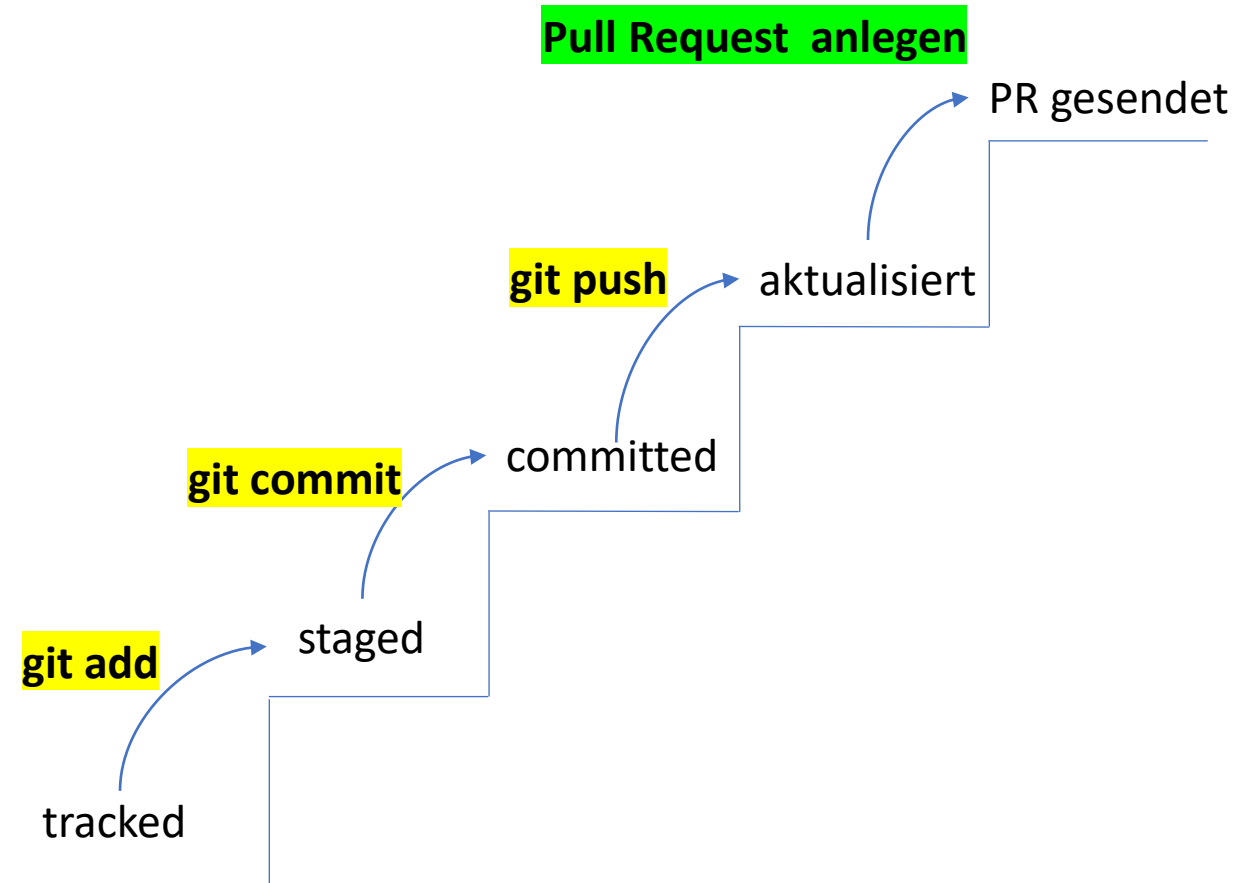 Pull Request  anlegen
PR gesendet
git push
aktualisiert
git commit
committed
git add
staged
tracked